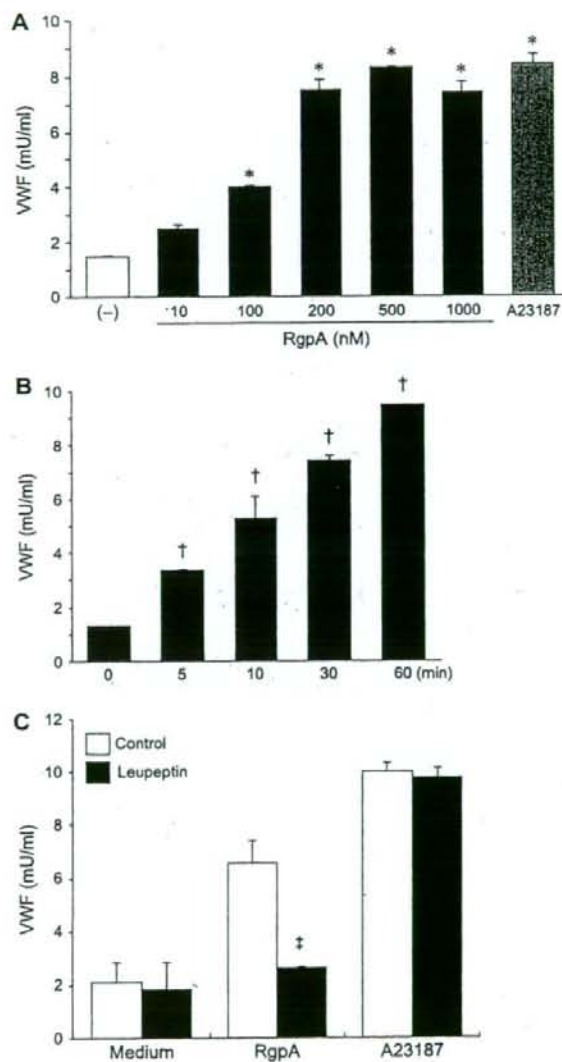 A
VWF (mU/ml)
10
8
6
4
2
0
* * * * *
(–) 10 100 200 500 1000 A23187
RgpA (nM)
B
VWF (mU/ml)
10
8
6
4
2
0
† † † †
0 5 10 30 60 (min)
C
VWF (mU/ml)
12
10
8
6
4
2
0
Control
Leupeptin
‡
Medium RgpA A23187